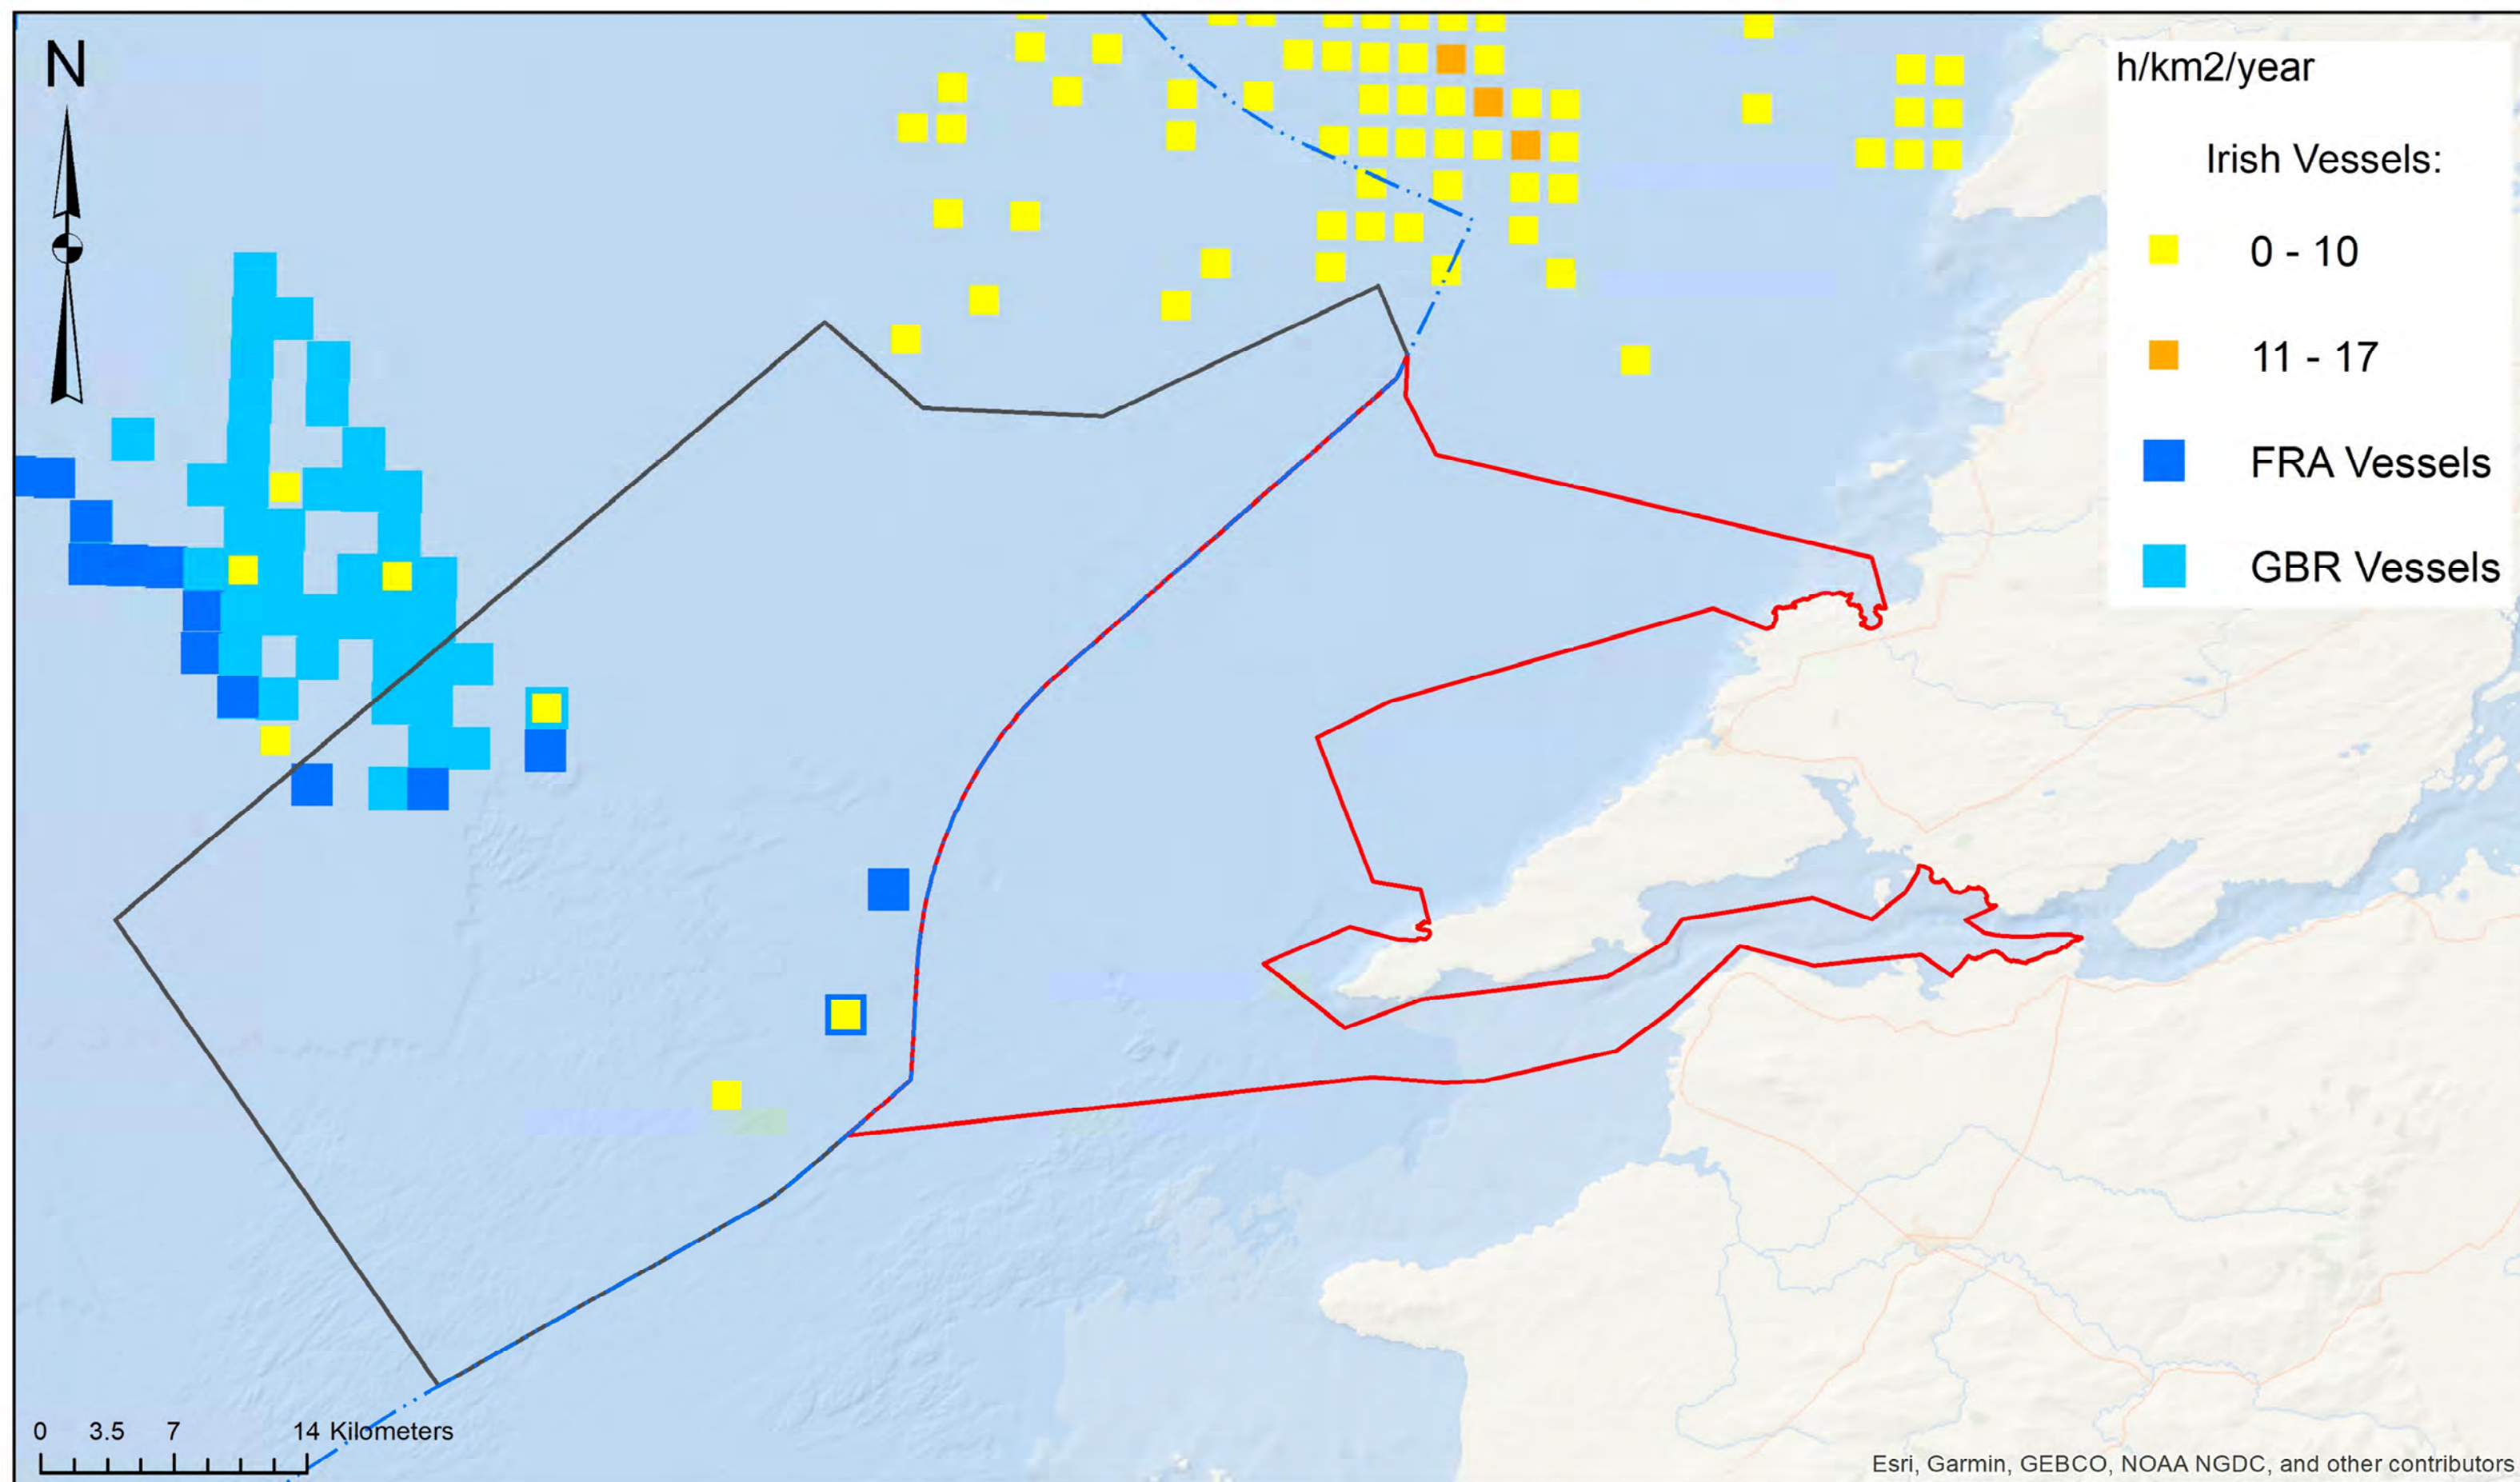 N
h/km2/year
Irish Vessels:
0 - 10
11 - 17
FRA Vessels
GBR Vessels
0 3.5 7 14 Kilometers
Esri, Garmin, GEBCO, NOAA NGDC, and other contributors